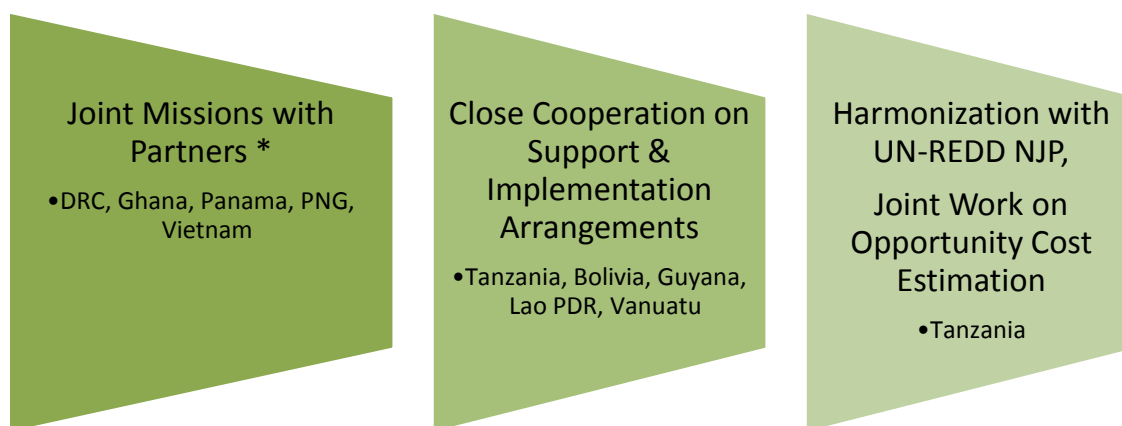 Joint Missions with
Partners *
•DRC, Ghana, Panama, PNG,
Vietnam
Close Cooperation on
Support &
Implementation
Arrangements
•Tanzania, Bolivia, Guyana,
Lao PDR, Vanuatu
Harmonization with
UN-REDD NJP,
Joint Work on
Opportunity Cost
Estimation
•Tanzania